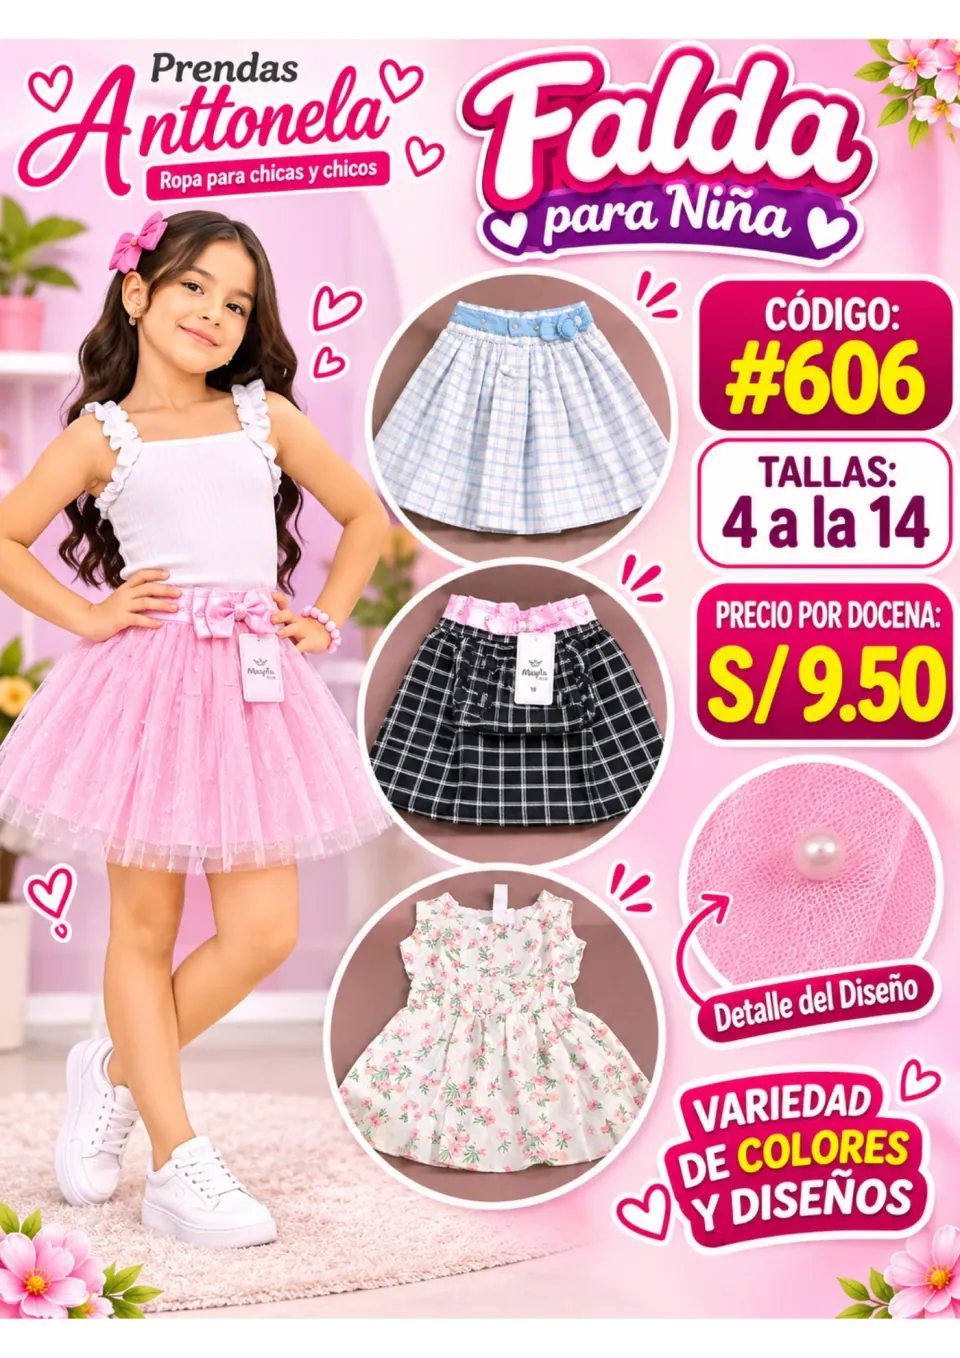 Prendas
Anttonela
Ropa para chicas y chicos
Falda
para Niña
CÓDIGO:
#606
TALLAS:
4 a la 14
PRECIO POR DOCENA:
S/ 9.50
Detalle del Diseño
VARIEDAD
DE COLORES
Y DISEÑOS